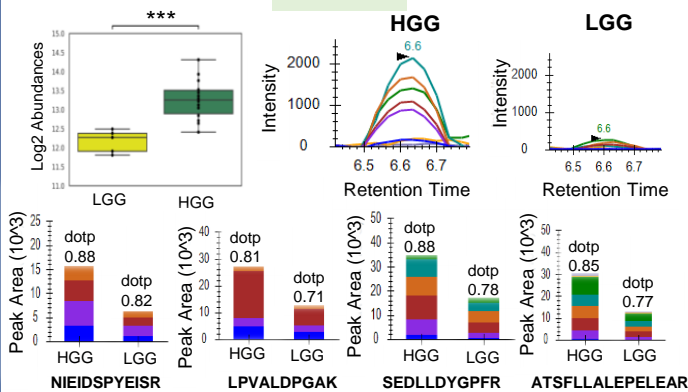 ***
Log2 Abundances
15.0
14.5
14.0
13.5
13.0
12.5
12.0
11.5
11.0
LGG
HGG
HGG
Intensity
2000
1000
0
6.6
6.5 6.6 6.7
Retention Time
LGG
Intensity
2000
1000
0
6.6
6.5 6.6 6.7
Retention Time
Peak Area (10^3)
25
20
15
10
5
0
dotp
0.88
dotp
0.82
HGG LGG
NIEIDSPYEISR
Peak Area (10^3)
40
30
20
10
0
dotp
0.81
dotp
0.71
HGG LGG
LPVALDPGAK
Peak Area (10^3)
50
40
30
20
10
0
dotp
0.88
dotp
0.78
HGG LGG
SEDLLDYGPFR
Peak Area (10^3)
50
40
30
20
10
0
dotp
0.85
dotp
0.77
HGG LGG
ATSFLLALEPELEAR